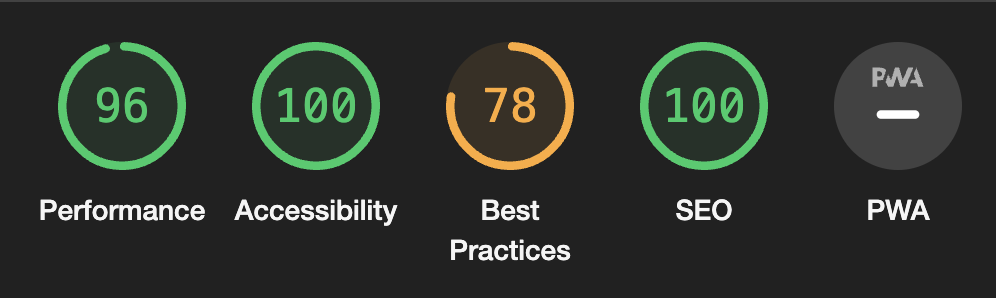 96
100
78
100
PWA
Performance
Accessibility
Best
Practices
SEO
PWA